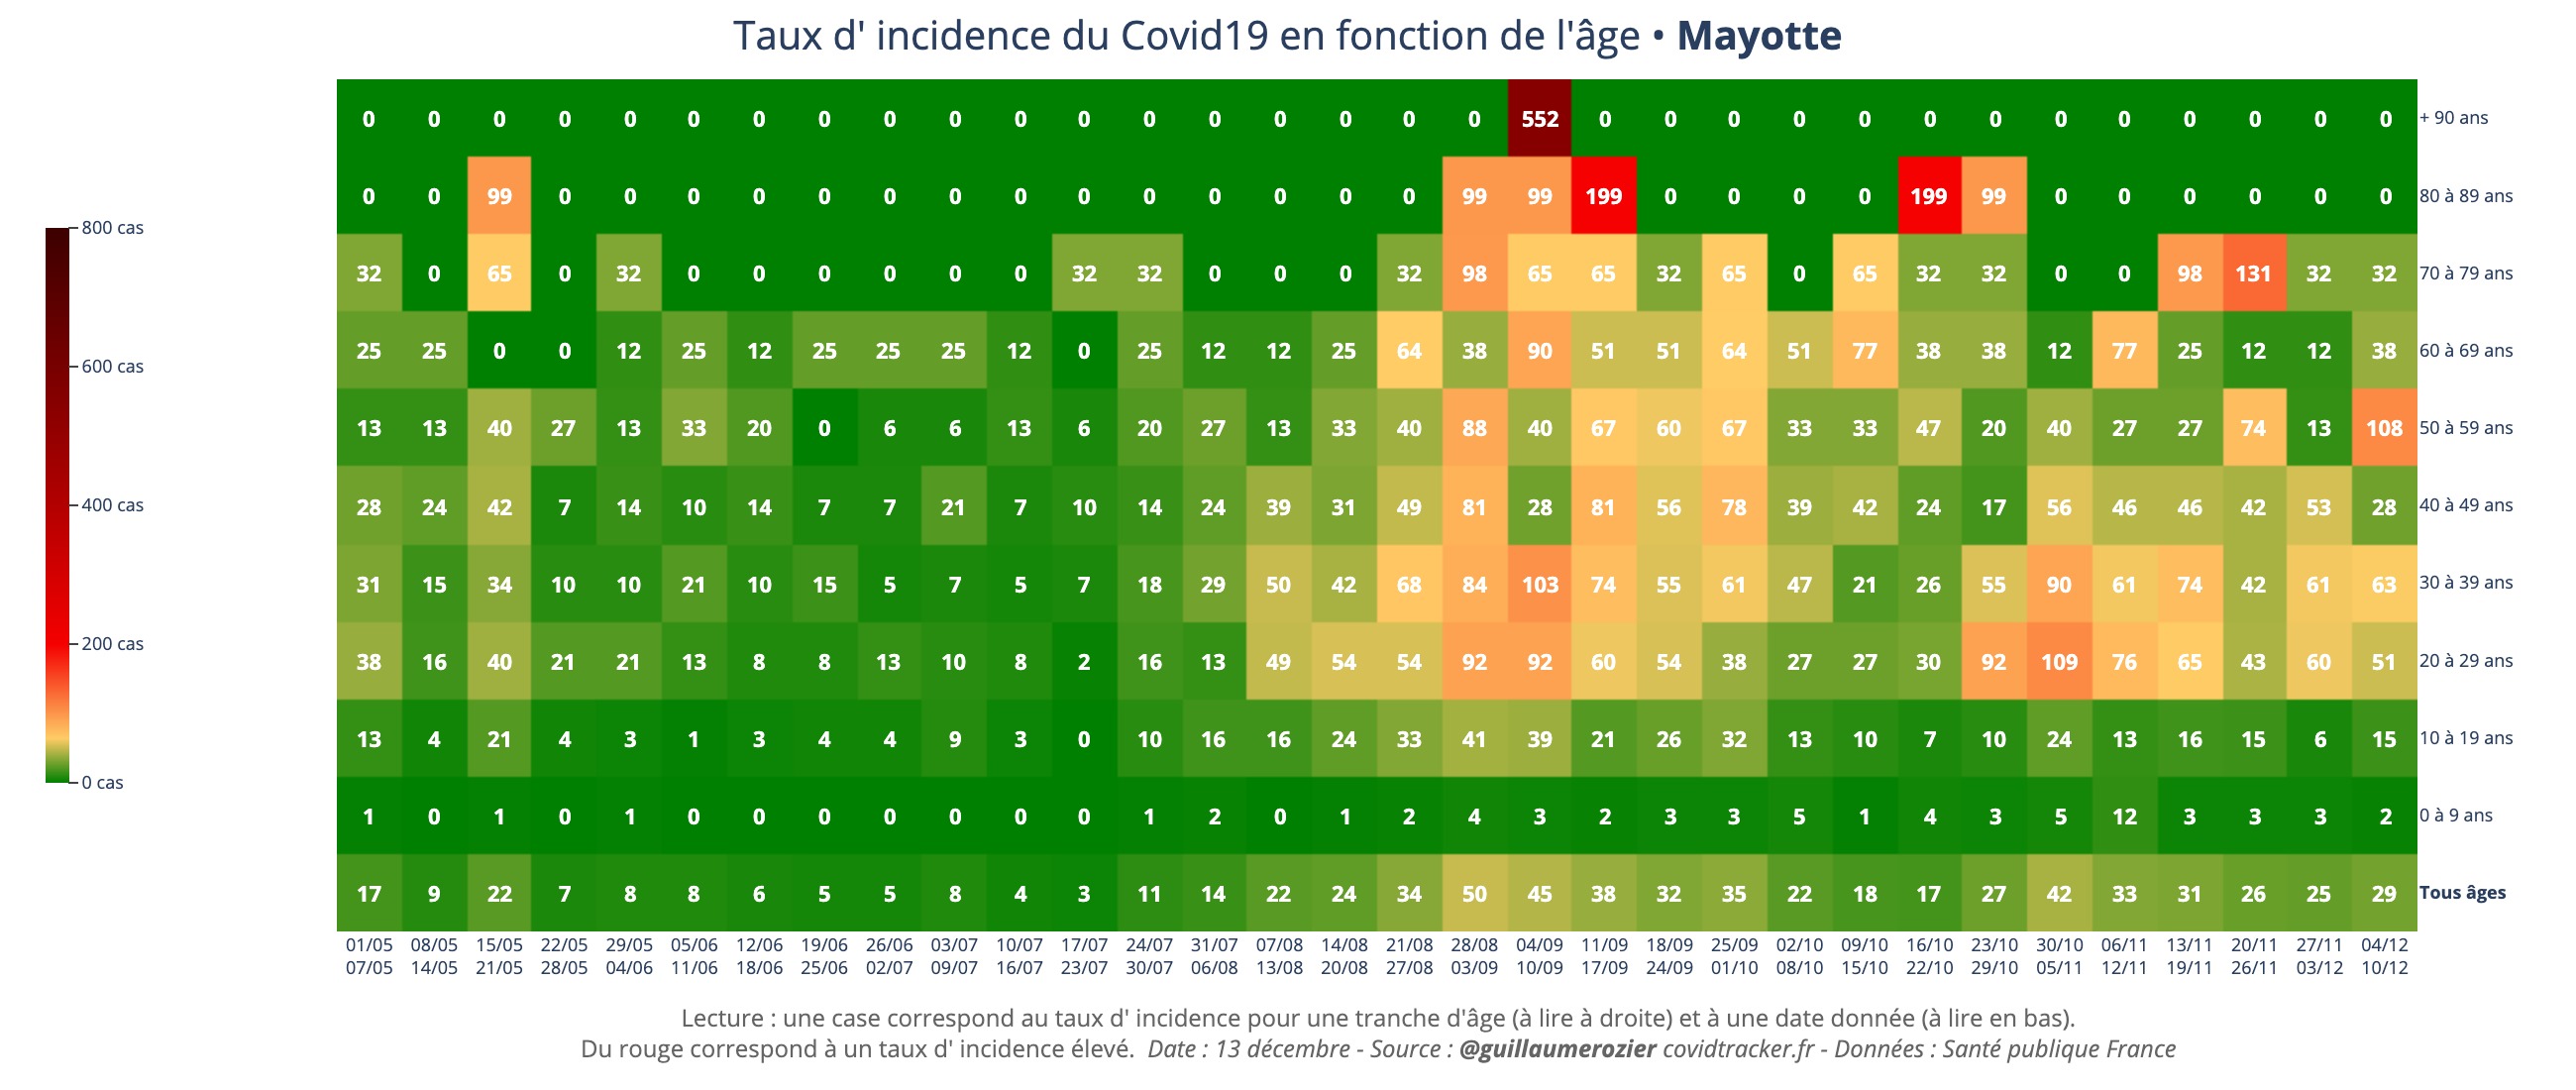 Taux d' incidence du Covid19 en fonction de l'âge • Mayotte
0 0 0 0 0 0 0 0 0 0 0 0 0 0 0 0 0 0 552 0 0 0 0 0 0 0 0 0 0 0 0 0 + 90 ans
0 0 99 0 0 0 0 0 0 0 0 0 0 0 0 0 0 99 99 199 0 0 0 0 199 99 0 0 0 0 0 0 80 à 89 ans
800 cas
32 0 65 0 32 0 0 0 0 0 0 32 32 0 0 0 32 98 65 65 32 65 0 65 32 32 0 0 98 131 32 32 70 à 79 ans
25 25 0 0 12 25 12 25 25 25 12 0 25 12 12 25 64 38 90 51 51 64 51 77 38 38 12 77 25 12 12 38 60 à 69 ans
600 cas
13 13 40 27 13 33 20 0 6 6 13 6 20 27 13 33 40 88 40 67 60 67 33 33 47 20 40 27 27 74 13 108 50 à 59 ans
400 cas
28 24 42 7 14 10 14 7 7 21 7 10 14 24 39 31 49 81 28 81 56 78 39 42 24 17 56 46 46 42 53 28 40 à 49 ans
31 15 34 10 10 21 10 15 5 7 5 7 18 29 50 42 68 84 103 74 55 61 47 21 26 55 90 61 74 42 61 63 30 à 39 ans
200 cas
38 16 40 21 21 13 8 8 13 10 8 2 16 13 49 54 54 92 92 60 54 38 27 27 30 92 109 76 65 43 60 51 20 à 29 ans
13 4 21 4 3 1 3 4 4 9 3 0 10 16 16 24 33 41 39 21 26 32 13 10 7 10 24 13 16 15 6 15 10 à 19 ans
0 cas
1 0 1 0 1 0 0 0 0 0 0 0 1 2 0 1 2 4 3 2 3 3 5 1 4 3 5 12 3 3 3 2 0 à 9 ans
17 9 22 7 8 8 6 5 5 8 4 3 11 14 22 24 34 50 45 38 32 35 22 18 17 27 42 33 31 26 25 29 Tous âges
01/05 08/05 15/05 22/05 29/05 05/06 12/06 19/06 26/06 03/07 10/07 17/07 24/07 31/07 07/08 14/08 21/08 28/08 04/09 11/09 18/09 25/09 02/10 09/10 16/10 23/10 30/10 06/11 13/11 20/11 27/11 04/12
07/05 14/05 21/05 28/05 04/06 11/06 18/06 25/06 02/07 09/07 16/07 23/07 30/07 06/08 13/08 20/08 27/08 03/09 10/09 17/09 24/09 01/10 08/10 15/10 22/10 29/10 05/11 12/11 19/11 26/11 03/12 10/12
Lecture : une case correspond au taux d' incidence pour une tranche d'âge (à lire à droite) et à une date donnée (à lire en bas).
Du rouge correspond à un taux d' incidence élevé. Date : 13 décembre - Source : @guillaumerozier covidtracker.fr - Données : Santé publique France